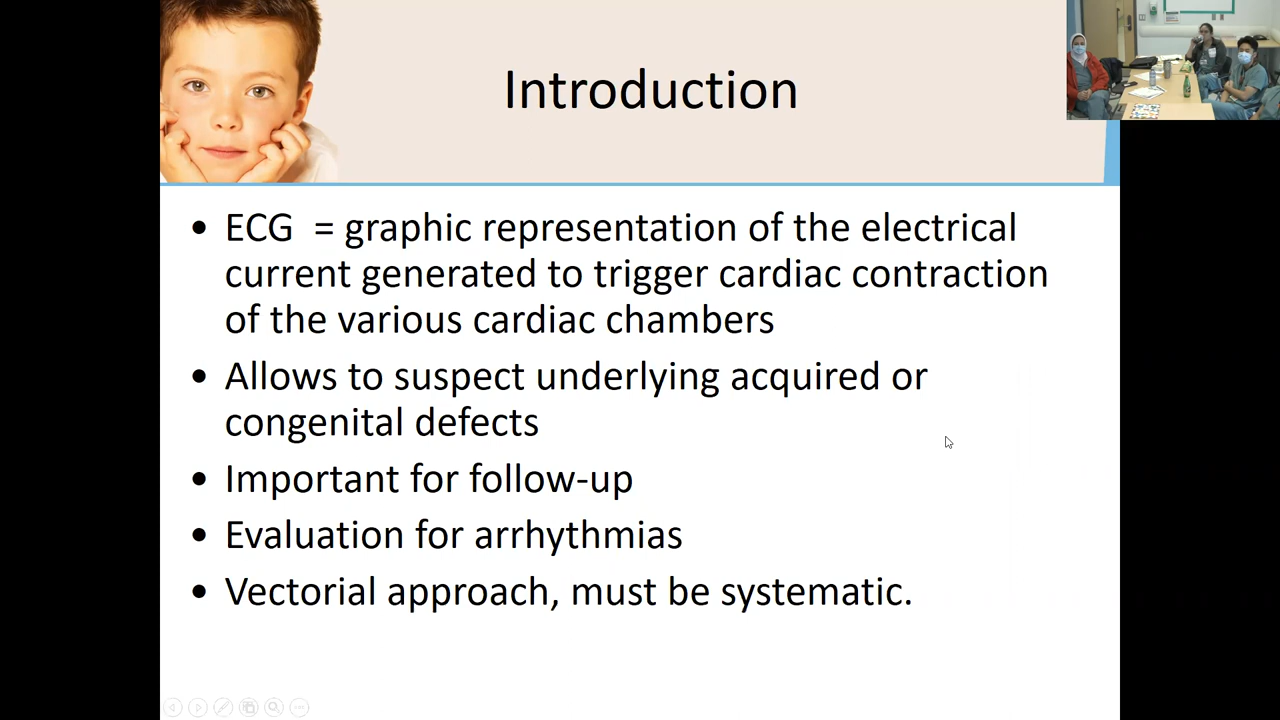 Introduction
• ECG = graphic representation of the electrical
current generated to trigger cardiac contraction
of the various cardiac chambers
• Allows to suspect underlying acquired or
congenital defects
• Important for follow-up
• Evaluation for arrhythmias
• Vectorial approach, must be systematic.